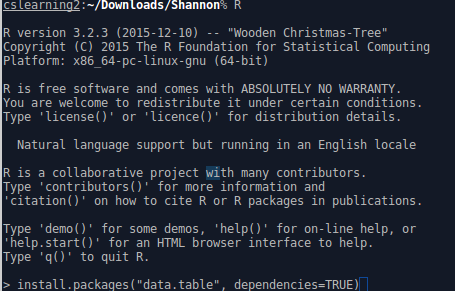 cslearning2:~/Downloads/Shannon% R
R version 3.2.3 (2015-12-10) -- "Wooden Christmas-Tree"
Copyright (C) 2015 The R Foundation for Statistical Computing
Platform: x86_64-pc-linux-gnu (64-bit)
R is free software and comes with ABSOLUTELY NO WARRANTY.
You are welcome to redistribute it under certain conditions.
Type 'license()' or 'licence()' for distribution details.
Natural language support but running in an English locale
R is a collaborative project with many contributors.
Type 'contributors()' for more information and
'citation()' on how to cite R or R packages in publications.
Type 'demo()' for some demos, 'help()' for on-line help, or
'help.start()' for an HTML browser interface to help.
Type 'q()' to quit R.
> install.packages("data.table", dependencies=TRUE)